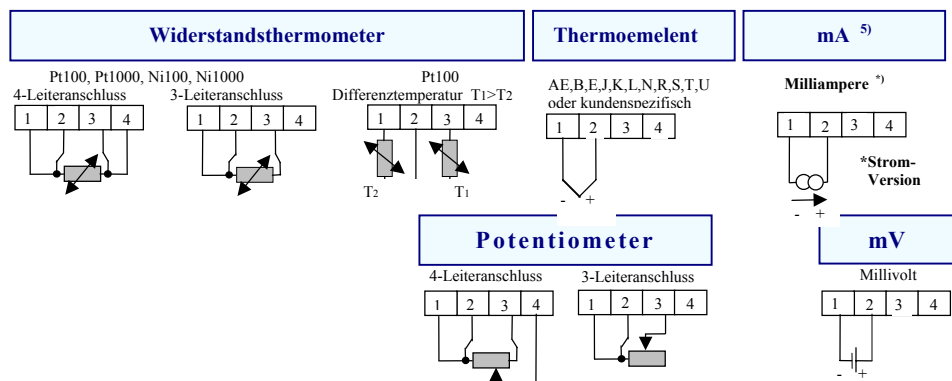 Widerstandsthermometer
Thermoemelent
mA 5)
Pt100, Pt1000, Ni100, Ni1000
4-Leiteranschluss
3-Leiteranschluss
Pt100
Differenztemperatur T1>T2
AE,B,E,J,K,L,N,R,S,T,U
oder kundenspezifisch
Milliampere *)
1 2 3 4
1 2 3 4
1 2 3 4
1 2 3 4
1 2 3 4
*Strom-
Version
T2
T1
- +
- +
Potentiometer
mV
4-Leiteranschluss
3-Leiteranschluss
Millivolt
1 2 3 4
1 2 3 4
1 2 3 4
- +